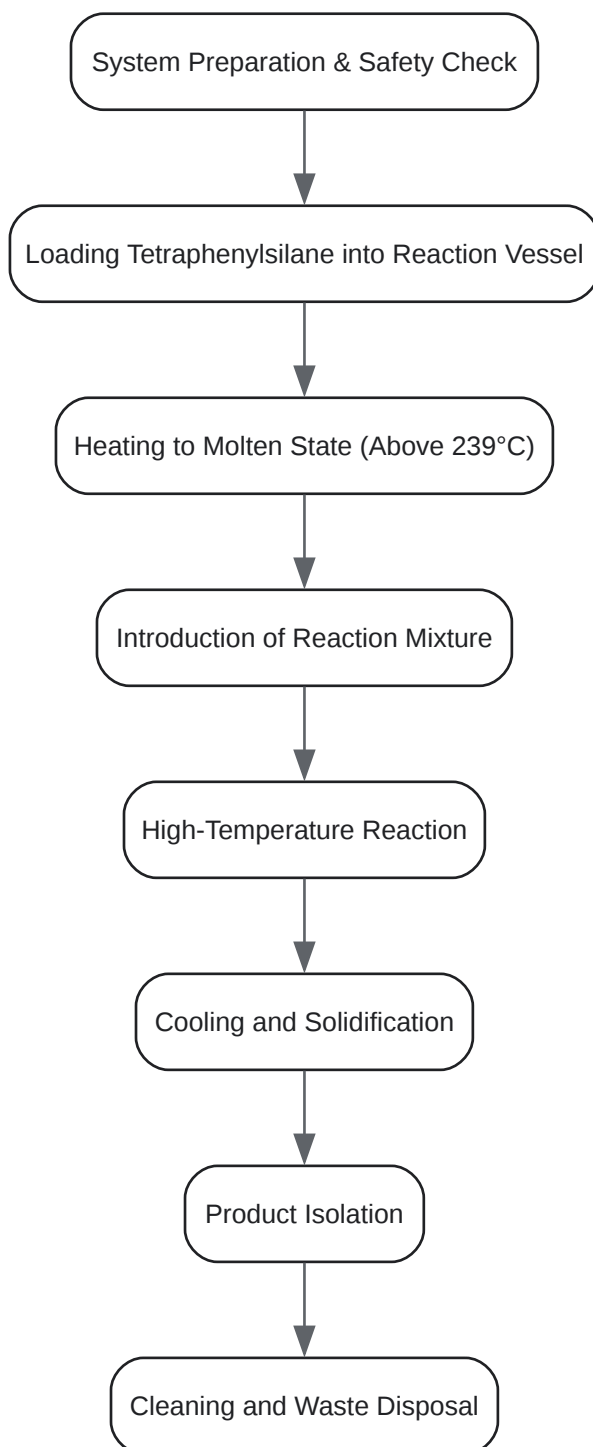 System Preparation & Safety Check
Loading Tetraphenylsilane into Reaction Vessel
Heating to Molten State (Above 239°C)
Introduction of Reaction Mixture
High-Temperature Reaction
Cooling and Solidification
Product Isolation
Cleaning and Waste Disposal